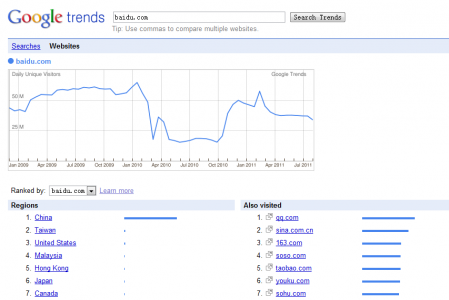 Google trends
baidu.com
Search Trends
Tip: Use commas to compare multiple websites.
Searches Websites
baidu.com
Daily Unique Visitors Google Trends
50 M
25 M
Jan 2009 Apr 2009 Jul 2009 Oct 2009 Jan 2010 Apr 2010 Jul 2010 Oct 2010 Jan 2011 Apr 2011 Jul 2011
Ranked by: baidu.com Learn more
Regions
1. China
2. Taiwan
3. United States
4. Malaysia
5. Hong Kong
6. Japan
7. Canada
Also visited
1. qq.com
2. sina.com.cn
3. 163.com
4. soso.com
5. taobao.com
6. youku.com
7. sohu.com